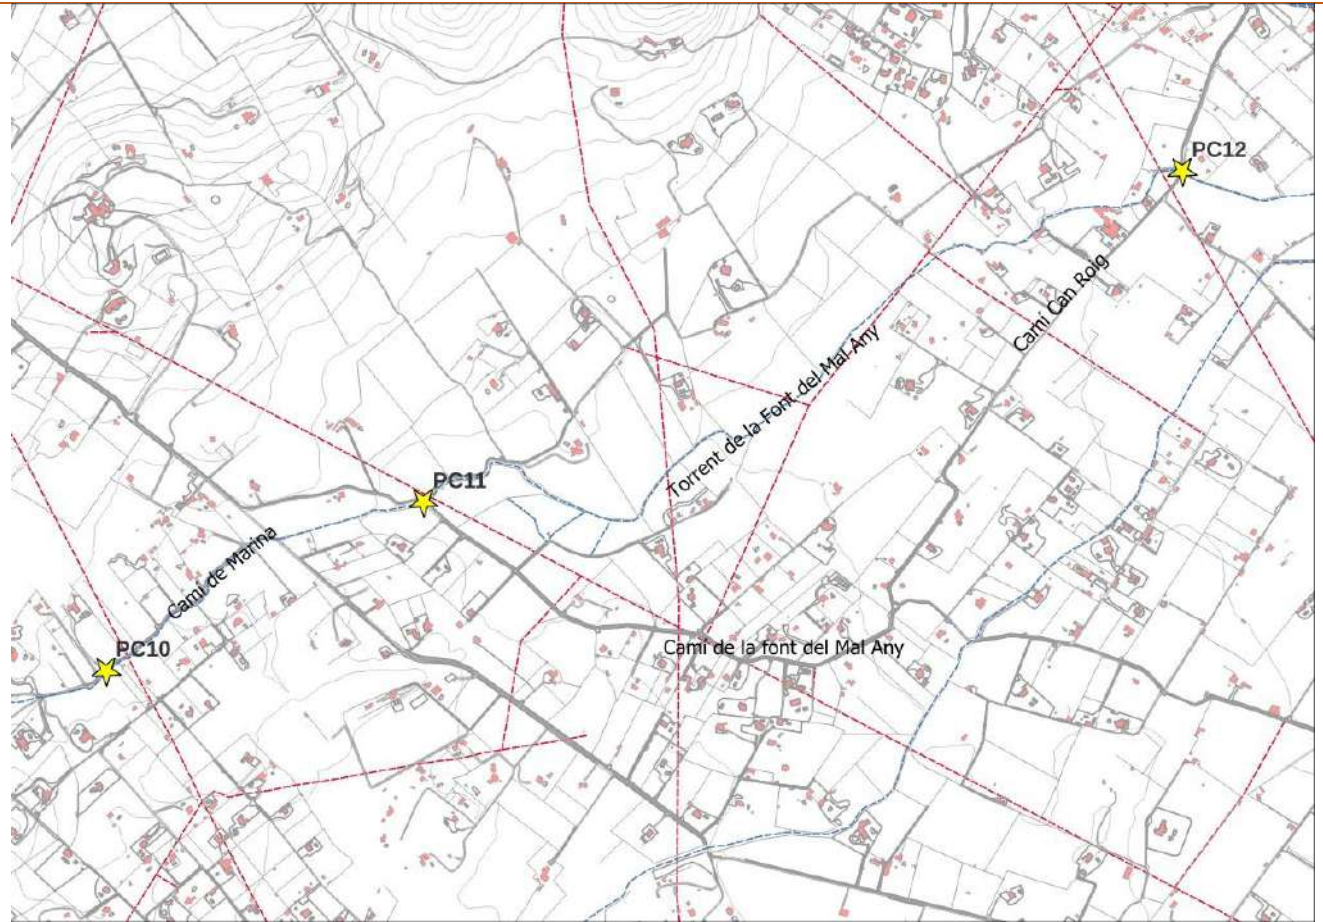 PC12
Camí Can Roig
Torrent de la Font del Mal Any
PC11
Camí de Marina
Camí de la font del Mal Any
PC10